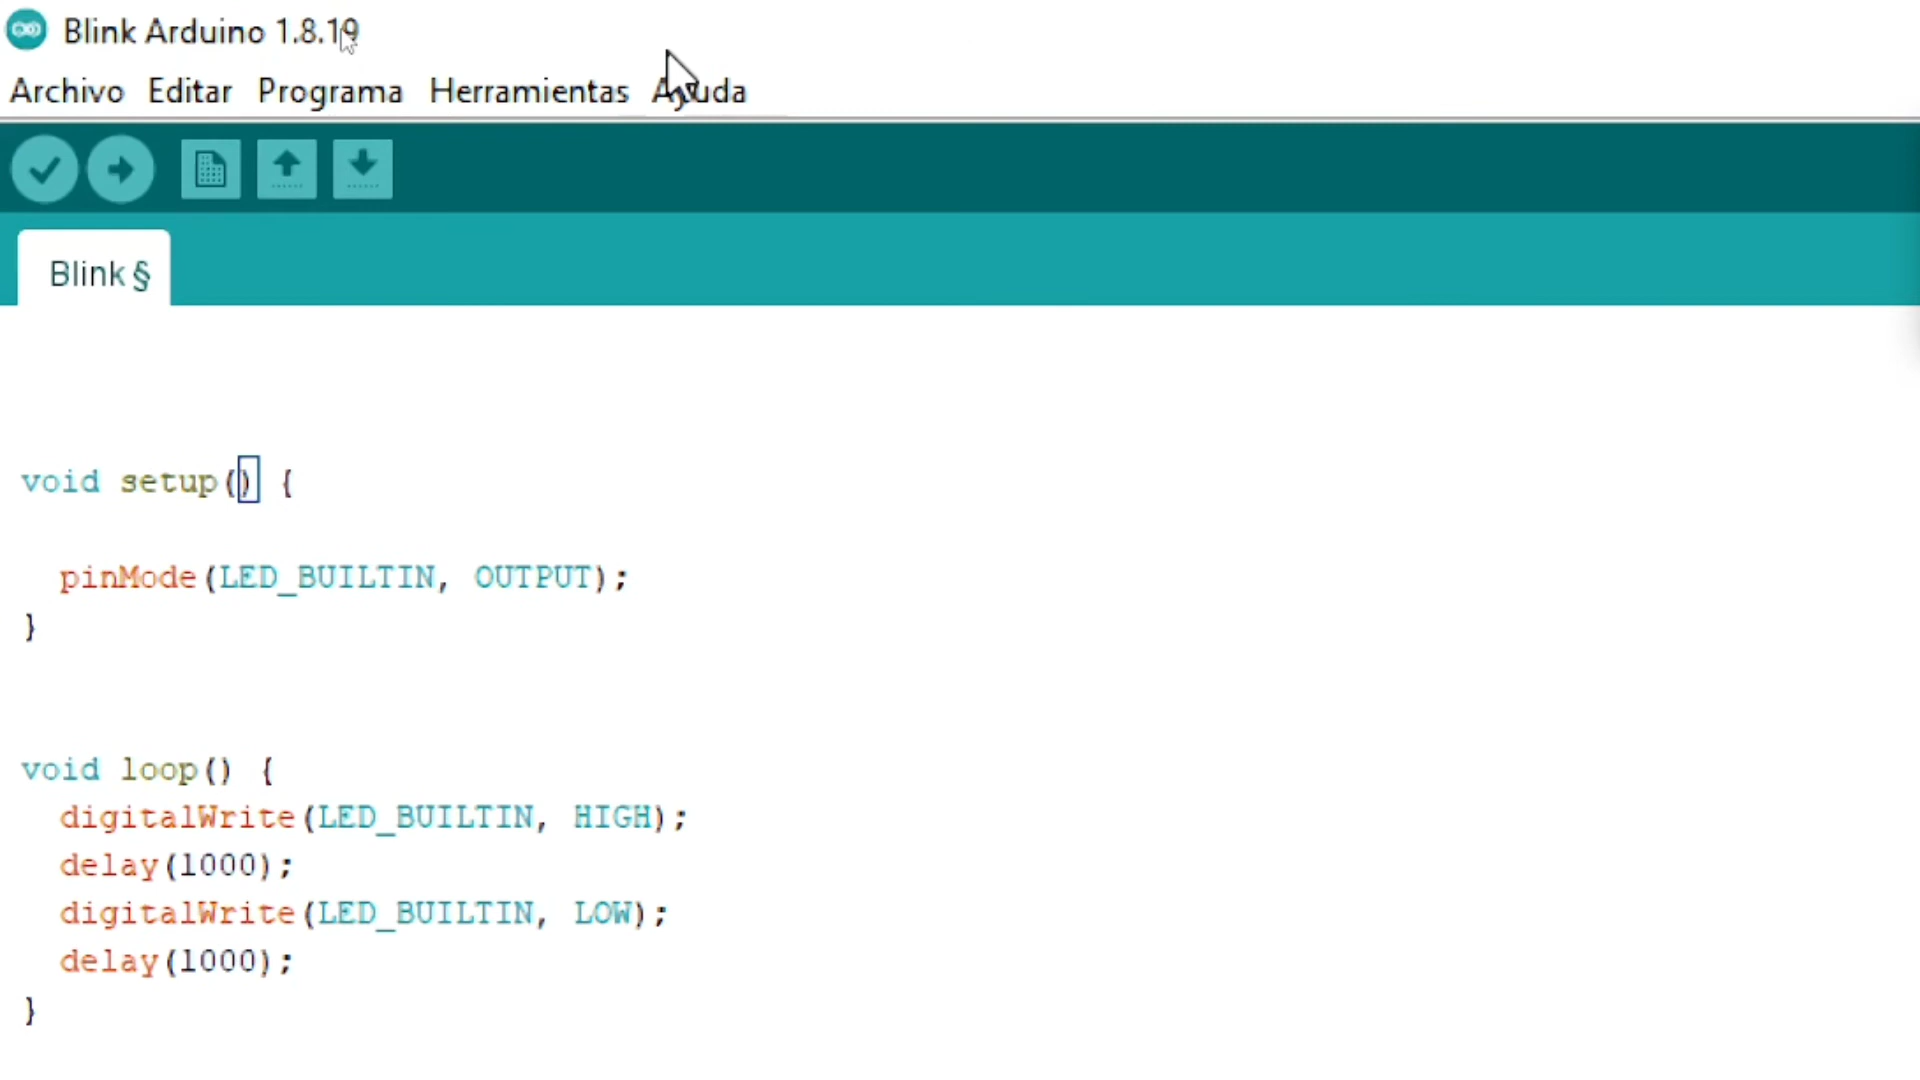 Blink Arduino 1.8.19
Archivo Editar Programa Herramientas Ayuda
Blink §
void setup() {
pinMode(LED_BUILTIN, OUTPUT);
}
void loop() {
digitalWrite(LED_BUILTIN, HIGH);
delay(1000);
digitalWrite(LED_BUILTIN, LOW);
delay(1000);
}